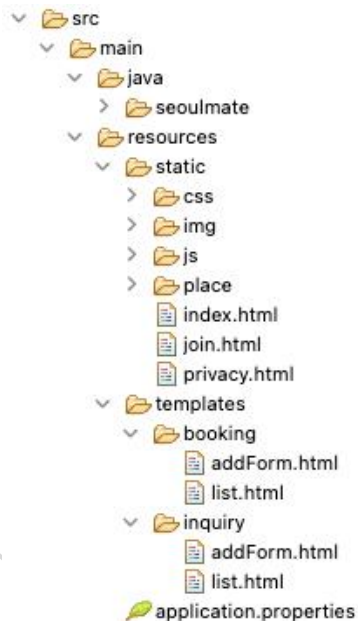 src
main
java
seoulmate
resources
static
css
img
js
place
index.html
join.html
privacy.html
templates
booking
addForm.html
list.html
inquiry
addForm.html
list.html
application.properties